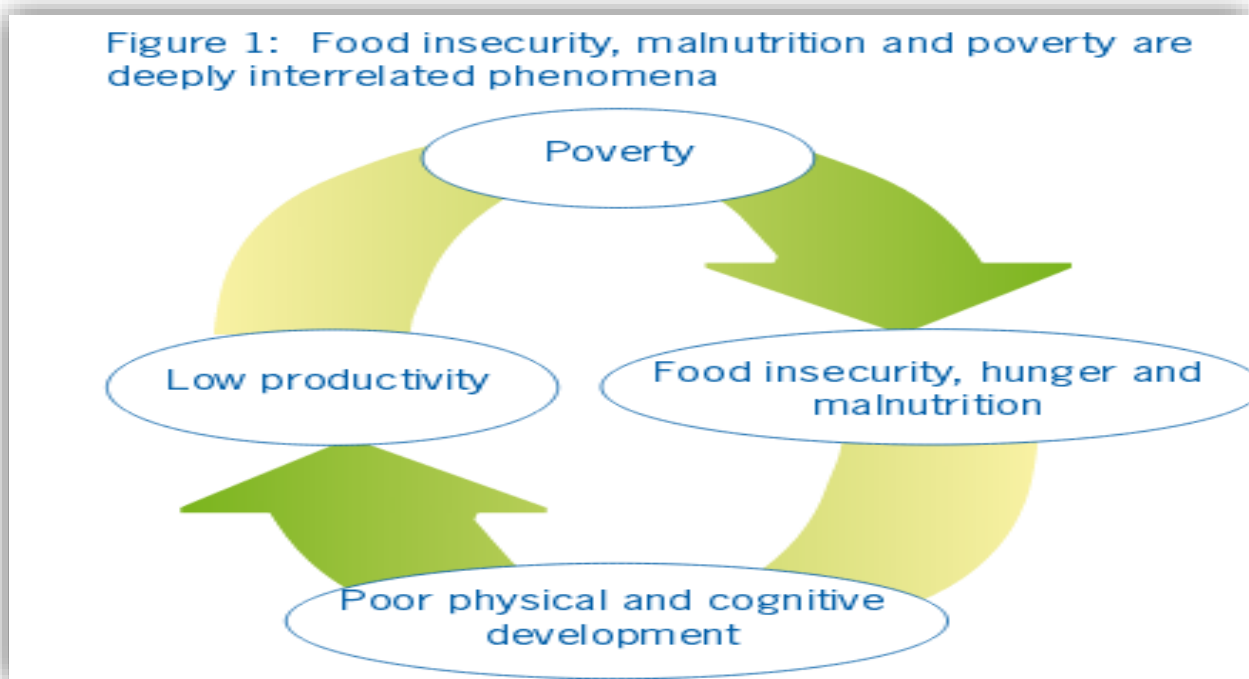 Figure 1: Food insecurity, malnutrition and poverty are
deeply interrelated phenomena
Poverty
Low productivity
Food insecurity, hunger and
malnutrition
Poor physical and cognitive
development